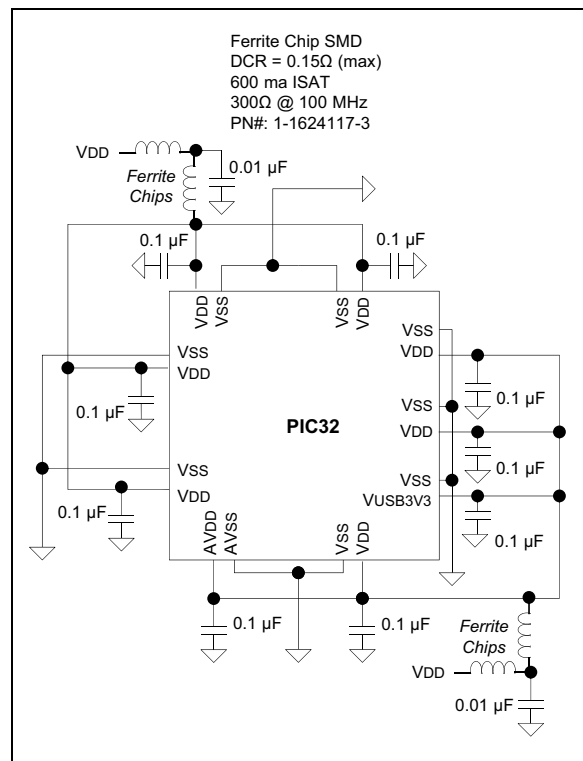 Ferrite Chip SMD
DCR = 0.15Ω (max)
600 ma ISAT
300Ω @ 100 MHz
PN#: 1-1624117-3
VDD
0.01 µF
Ferrite
Chips
0.1 µF
0.1 µF
VDD
VSS
VSS
VDD
VSS
VDD
0.1 µF
VSS
VDD
0.1 µF
PIC32
VSS
VDD
0.1 µF
VSS
VDD
0.1 µF
VSS
VUSB3V3
0.1 µF
AVDD
AVSS
VSS
VDD
0.1 µF
0.1 µF
Ferrite
Chips
VDD
0.01 µF